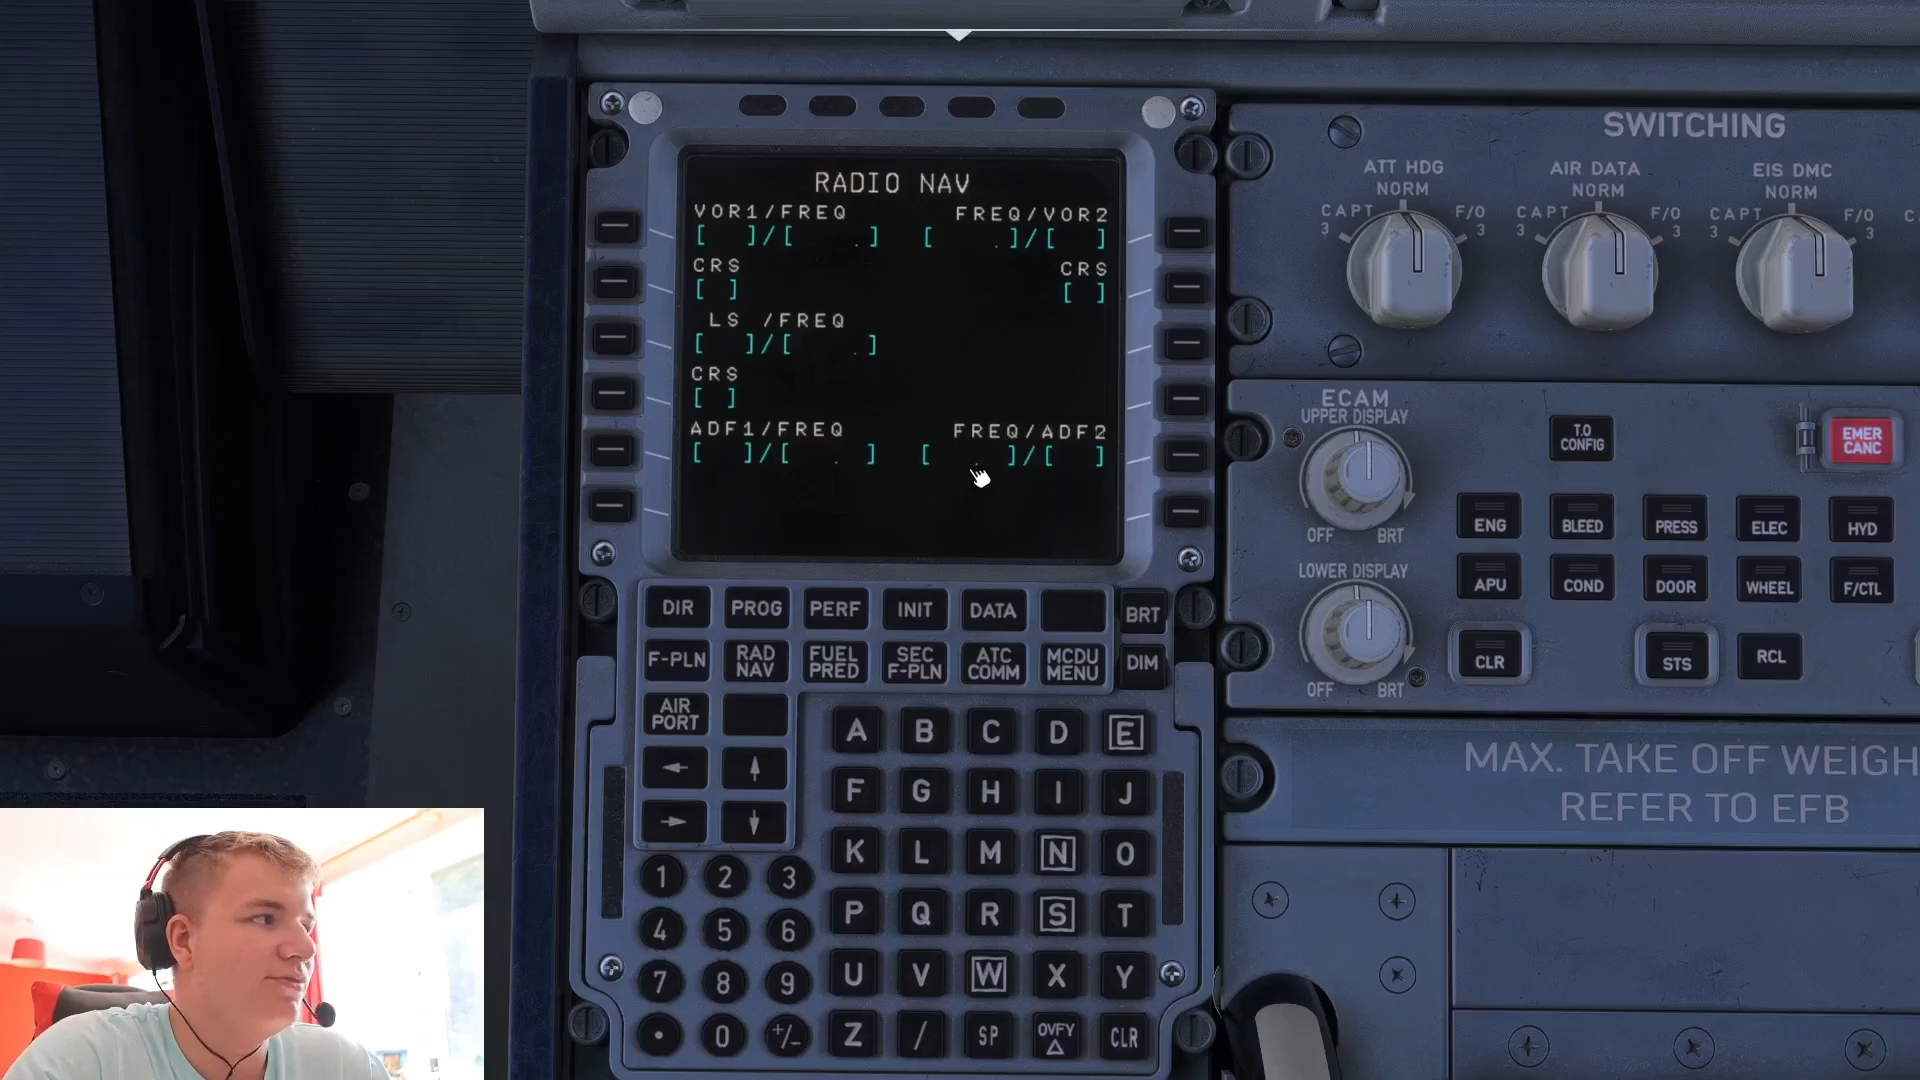 RADIO NAV
VOR1/FREQ FREQ/VOR2
[ ]/[ . ] [ . ]/[ ]
CRS CRS
[ ] [ ]
LS /FREQ
[ ]/[ . ]
CRS
[ ]
ADF1/FREQ FREQ/ADF2
[ ]/[ . ] [ . ]/[ ]
DIR PROG PERF INIT DATA BRT
F-PLN RAD NAV FUEL PRED SEC F-PLN ATC COMM MCDU MENU DIM
AIR PORT
← ↑
→ ↓
A B C D E
F G H I J
K L M N O
P Q R S T
U V W X Y
Z / SP OVFY △ CLR
1 2 3
4 5 6
7 8 9
. 0 +/-
SWITCHING
ATT HDG AIR DATA EIS DMC
NORM NORM NORM
CAPT F/O CAPT F/O CAPT F/O C
3 3 3 3 3 3
ECAM
UPPER DISPLAY
OFF BRT
LOWER DISPLAY
OFF BRT
T.O CONFIG
EMER CANC
ENG BLEED PRESS ELEC HYD
APU COND DOOR WHEEL F/CTL
CLR STS RCL
MAX. TAKE OFF WEIGH
REFER TO EFB